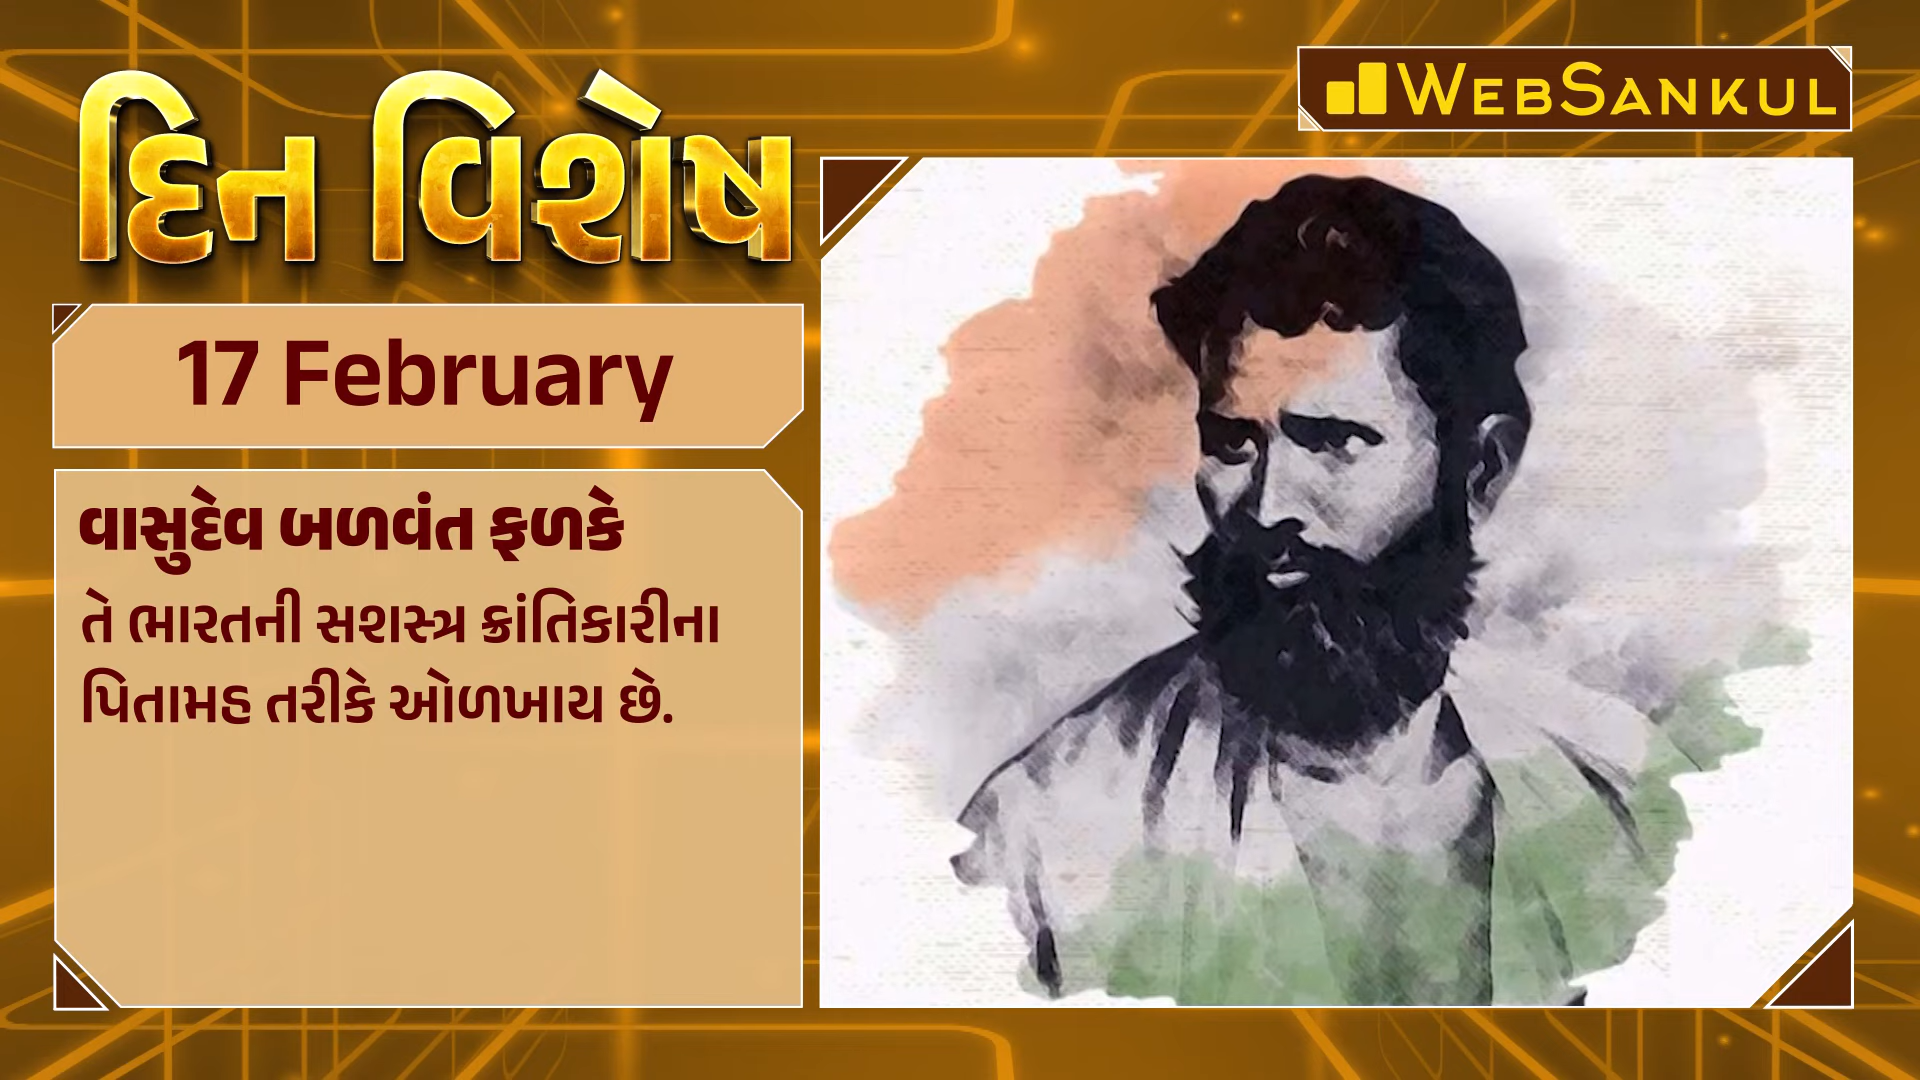 દિન વિશેષ
WEBSANKUL
17 February
વાસુદેવ બળવંત ફળકે
તે ભારતની સશસ્ત્ર ક્રાંતિકારીના
પિતામહ તરીકે ઓળખાય છે.